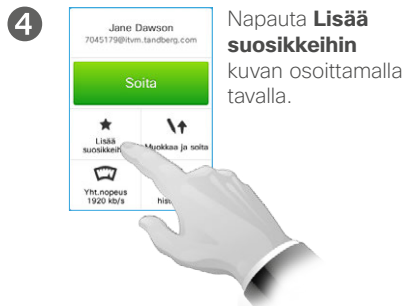 4
Napauta Lisää
suosikkeihin
kuvan osoittamalla
tavalla.
Jane Dawson
7045179@itvm.tandberg.com
Soita
Lisää
suosikkeih
Muokkaa ja soita
Yht.nopeus
1920 kb/s
his